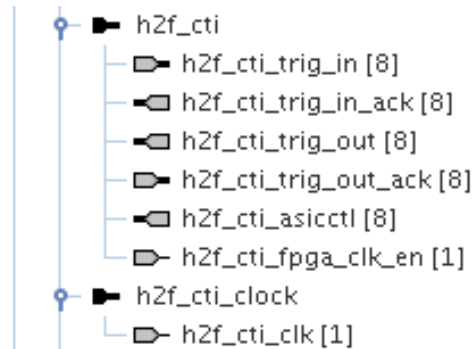 h2f_cti
h2f_cti_trig_in [8]
h2f_cti_trig_in_ack [8]
h2f_cti_trig_out [8]
h2f_cti_trig_out_ack [8]
h2f_cti_asicctl [8]
h2f_cti_fpga_clk_en [1]
h2f_cti_clock
h2f_cti_clk [1]